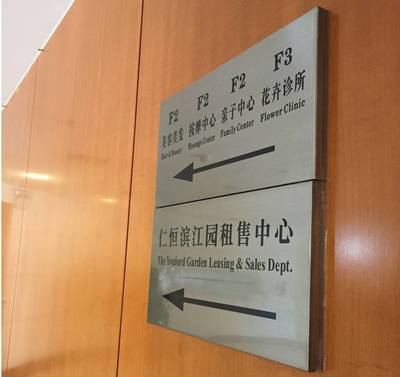 F2 F2 F2 F3
美容美发 按摩中心 亲子中心 花卉诊所
Hair & Beauty Massage Center Family Center Flower Clinic
仁恒滨江园租售中心
The Yanlord Garden Leasing & Sales Dept.